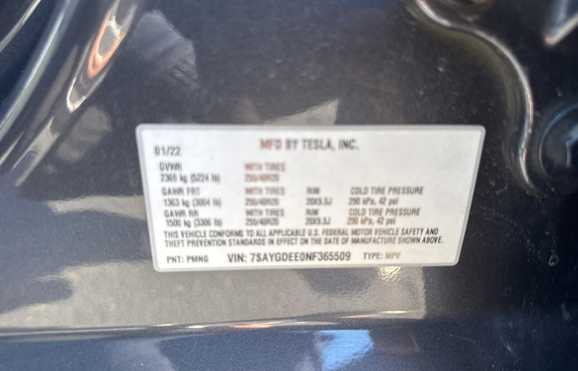 01/22 MFD BY TESLA, INC.
GVWR WITH TIRES
2369 kg (5224 lb) 255/40R20
GAWR FRT WITH TIRES RIM COLD TIRE PRESSURE
1363 kg (3004 lb) 255/40R20 20X9.5J 290 kPa, 42 psi
GAWR RR WITH TIRES RIM COLD TIRE PRESSURE
1500 kg (3306 lb) 255/40R20 20X9.5J 290 kPa, 42 psi
THIS VEHICLE CONFORMS TO ALL APPLICABLE U.S. FEDERAL MOTOR VEHICLE SAFETY AND
THEFT PREVENTION STANDARDS IN EFFECT ON THE DATE OF MANUFACTURE SHOWN ABOVE.
PNT: PMNG VIN: 7SAYGDEE0NF365509 TYPE: MPV